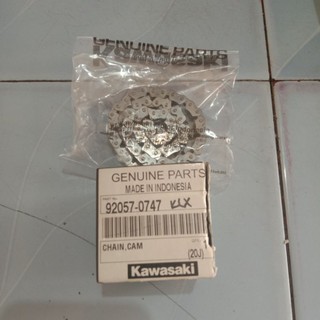 GENUINE PARTS
GENUINE PARTS
MADE IN INDONESIA
92057-0747 KLX
CHAIN,CAM
(20J)
Kawasaki